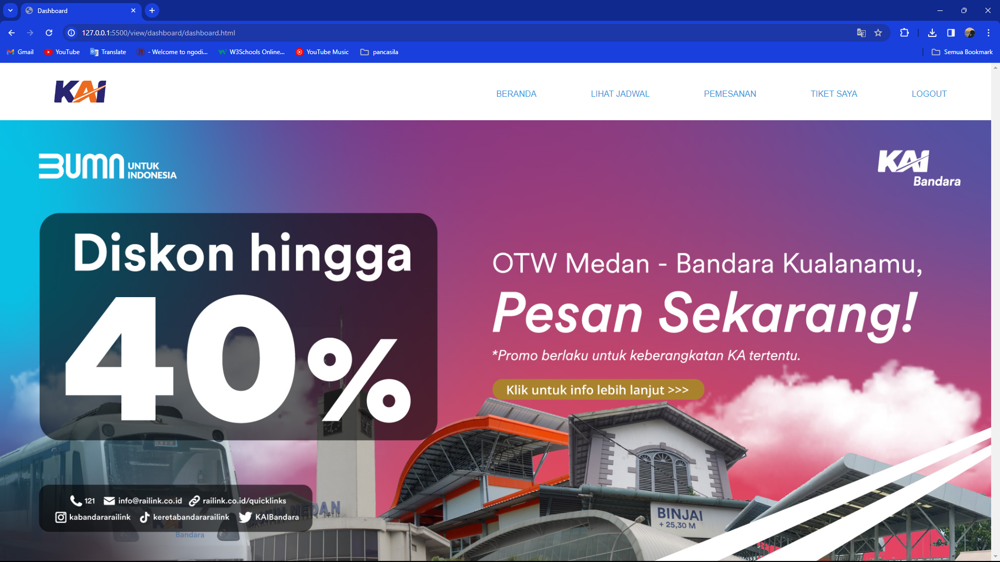 Dashboard
127.0.0.1:5500/view/dashboard/dashboard.html
Gmail YouTube Translate - Welcome to ngodi... W3Schools Online... YouTube Music pancasila Semua Bookmark
KAI BERANDA LIHAT JADWAL PEMESANAN TIKET SAYA LOGOUT
BUMN UNTUK INDONESIA
KAI
Bandara
Diskon hingga
40%
OTW Medan - Bandara Kualanamu,
Pesan Sekarang!
*Promo berlaku untuk keberangkatan KA tertentu.
Klik untuk info lebih lanjut >>>
121 info@railink.co.id railink.co.id/quicklinks
kabandararailink keretabandararailink KAIBandara
MEDAN
Bandara
BINJAI
+ 25,30 M